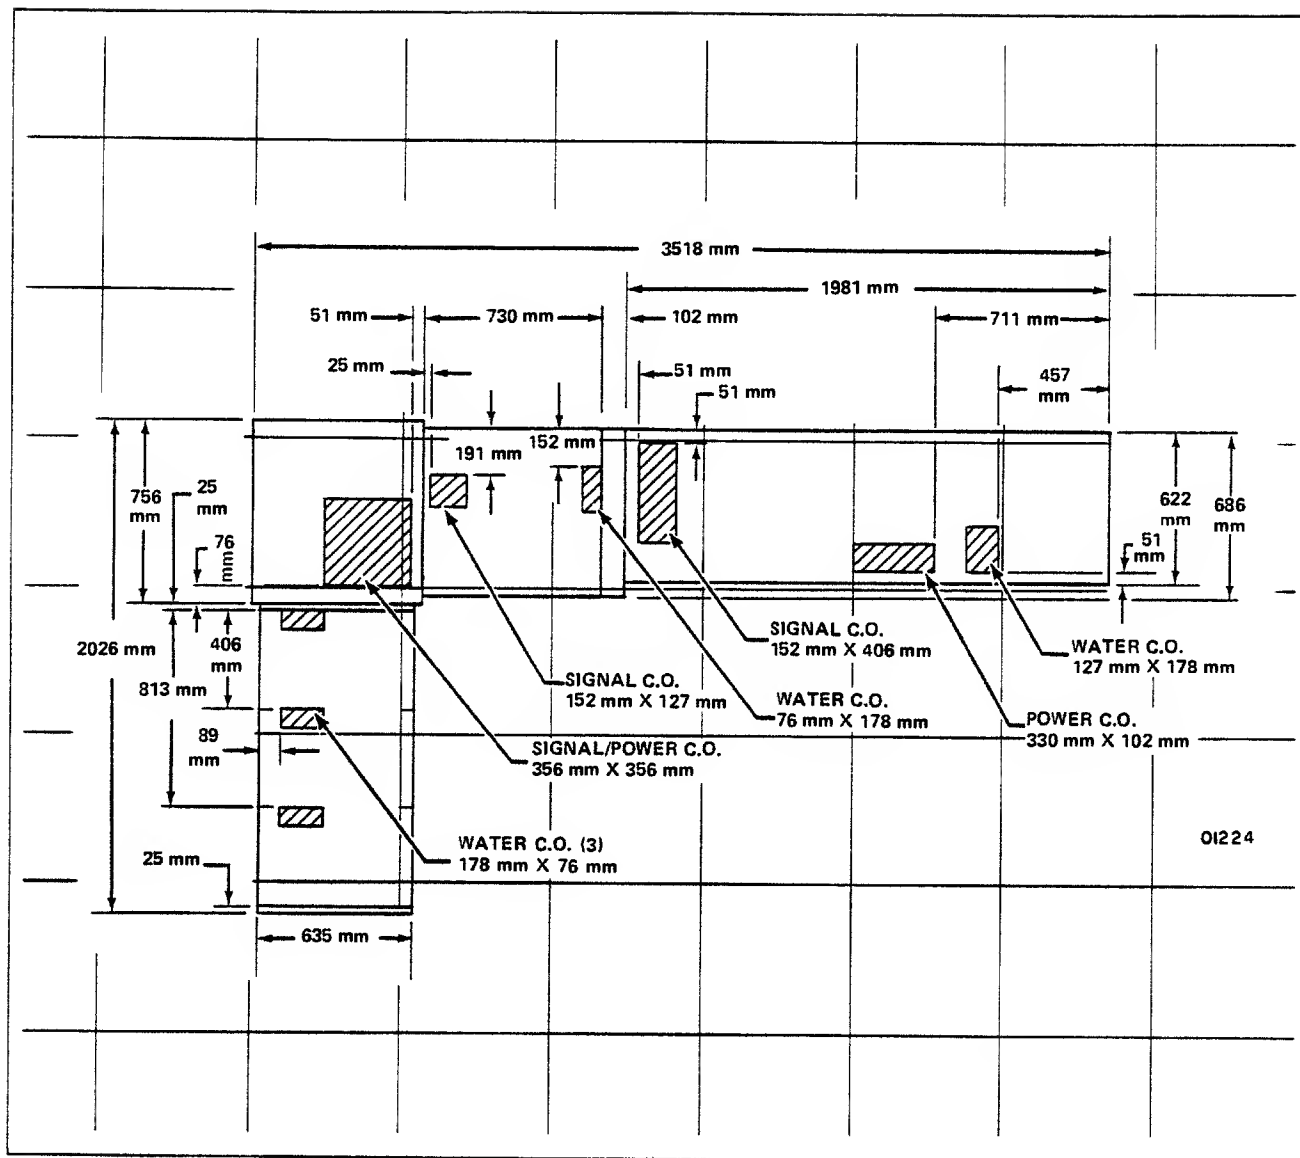 3518 mm
1981 mm
51 mm
730 mm
102 mm
711 mm
25 mm
51 mm
51 mm
457
mm
191 mm
152 mm
756
mm
25
mm
76
mm
622
mm
686
mm
51
mm
2026 mm
406
mm
813 mm
89
mm
25 mm
635 mm
SIGNAL C.O.
152 mm X 127 mm
SIGNAL/POWER C.O.
356 mm X 356 mm
WATER C.O. (3)
178 mm X 76 mm
SIGNAL C.O.
152 mm X 406 mm
WATER C.O.
76 mm X 178 mm
WATER C.O.
127 mm X 178 mm
POWER C.O.
330 mm X 102 mm
01224